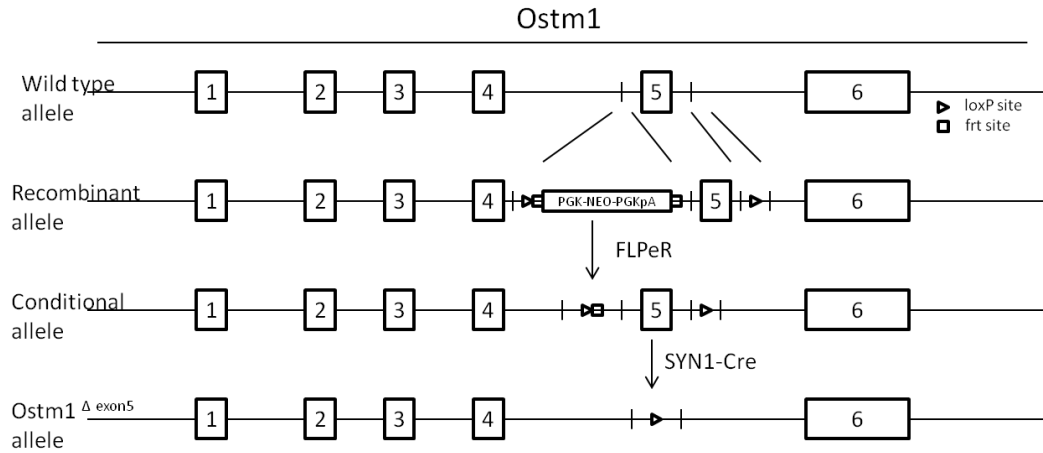 Ostm1
Wild type
allele
1 2 3 4 5 6
loxP site
frt site
Recombinant
allele
1 2 3 4 PGK-NEO-PGKpA 5 6
FLPeR
Conditional
allele
1 2 3 4 5 6
SYN1-Cre
Ostm1 Δ exon5
allele
1 2 3 4 6